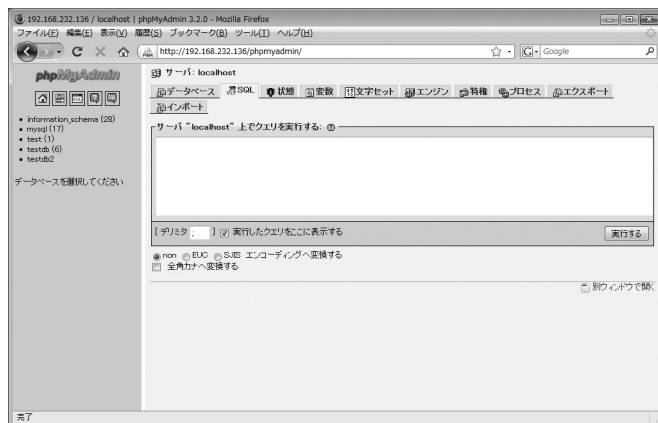 192.168.232.136 / localhost | phpMyAdmin 3.2.0 - Mozilla Firefox
ファイル(F) 編集(E) 表示(V) 履歴(S) ブックマーク(B) ツール(T) ヘルプ(H)
http://192.168.232.136/phpmyadmin/
Google
phpMyAdmin
information_schema (28)
mysql (17)
test (1)
testdb (6)
testdb2
データベースを選択してください
サーバ: localhost
データベース SQL 状態 変数 文字セット エンジン 特権 プロセス エクスポート
インポート
サーバ “localhost” 上でクエリを実行する:
[ デリミタ ; ] 実行したクエリをここに表示する
実行する
non EUC SJIS エンコーディングへ変換する
全角カナへ変換する
別ウィンドウで開く
完了